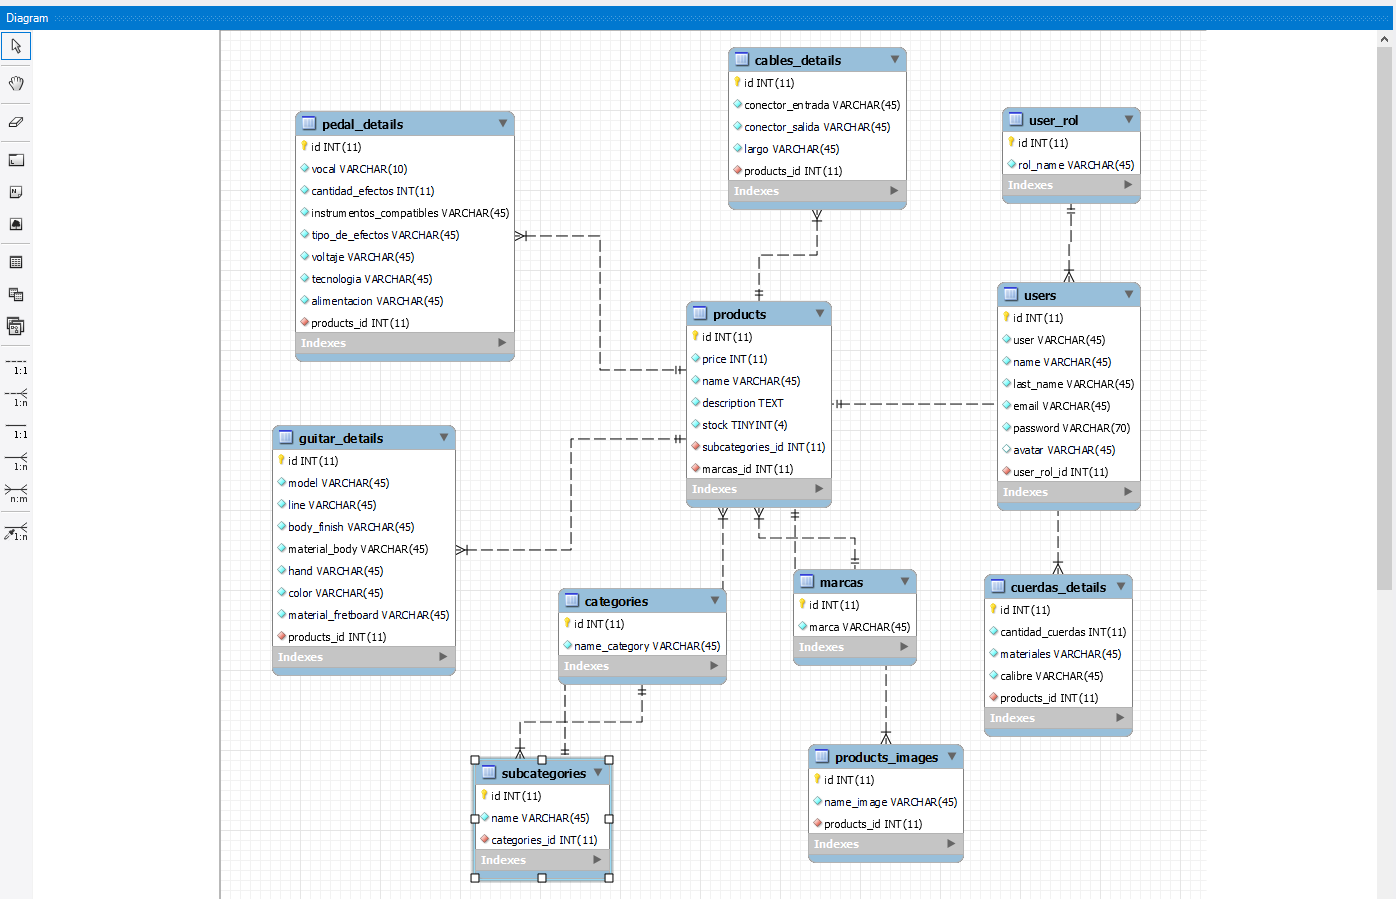 Diagram
1:1
1:n
1:1
1:n
n:m
1:n
pedal_details
id INT(11)
vocal VARCHAR(10)
cantidad_efectos INT(11)
instrumentos_compatibles VARCHAR(45)
tipo_de_efectos VARCHAR(45)
voltaje VARCHAR(45)
tecnologia VARCHAR(45)
alimentacion VARCHAR(45)
products_id INT(11)
Indexes
cables_details
id INT(11)
conector_entrada VARCHAR(45)
conector_salida VARCHAR(45)
largo VARCHAR(45)
products_id INT(11)
Indexes
user_rol
id INT(11)
rol_name VARCHAR(45)
Indexes
products
id INT(11)
price INT(11)
name VARCHAR(45)
description TEXT
stock TINYINT(4)
subcategories_id INT(11)
marcas_id INT(11)
Indexes
users
id INT(11)
user VARCHAR(45)
name VARCHAR(45)
last_name VARCHAR(45)
email VARCHAR(45)
password VARCHAR(70)
avatar VARCHAR(45)
user_rol_id INT(11)
Indexes
guitar_details
id INT(11)
model VARCHAR(45)
line VARCHAR(45)
body_finish VARCHAR(45)
material_body VARCHAR(45)
hand VARCHAR(45)
color VARCHAR(45)
material_fretboard VARCHAR(45)
products_id INT(11)
Indexes
categories
id INT(11)
name_category VARCHAR(45)
Indexes
marcas
id INT(11)
marca VARCHAR(45)
Indexes
cuerdas_details
id INT(11)
cantidad_cuerdas INT(11)
materiales VARCHAR(45)
calibre VARCHAR(45)
products_id INT(11)
Indexes
subcategories
id INT(11)
name VARCHAR(45)
categories_id INT(11)
Indexes
products_images
id INT(11)
name_image VARCHAR(45)
products_id INT(11)
Indexes